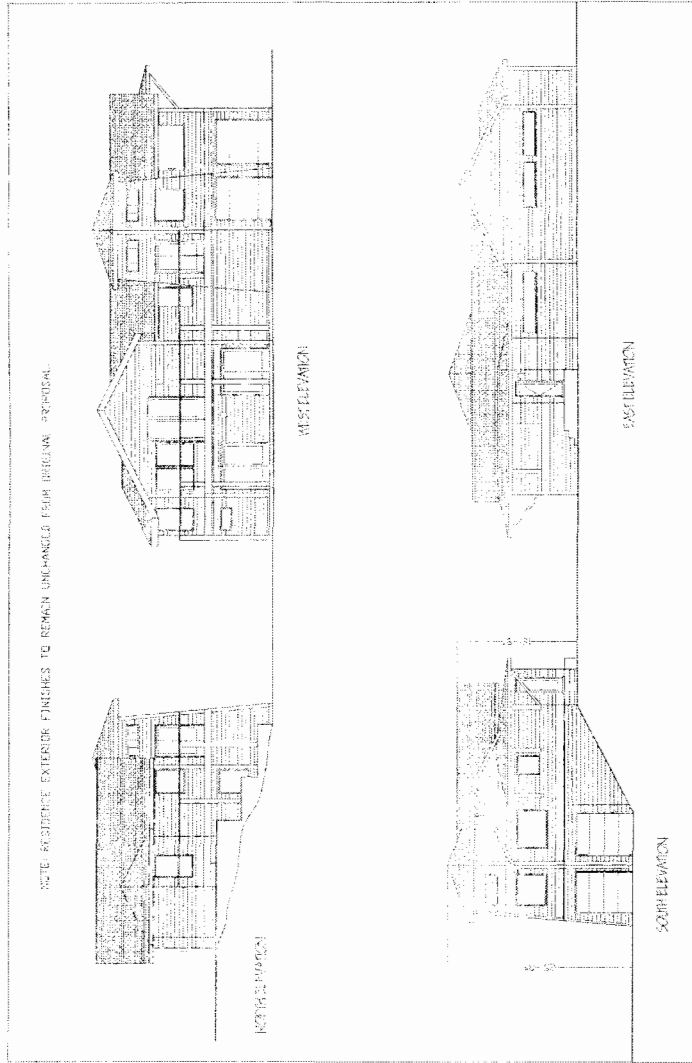 NOTE: RESIDENCE EXTERIOR FINISHES TO REMAIN UNCHANGED FROM ORIGINAL PROPOSAL.
NORTH ELEVATION
WEST ELEVATION
SOUTH ELEVATION
EAST ELEVATION